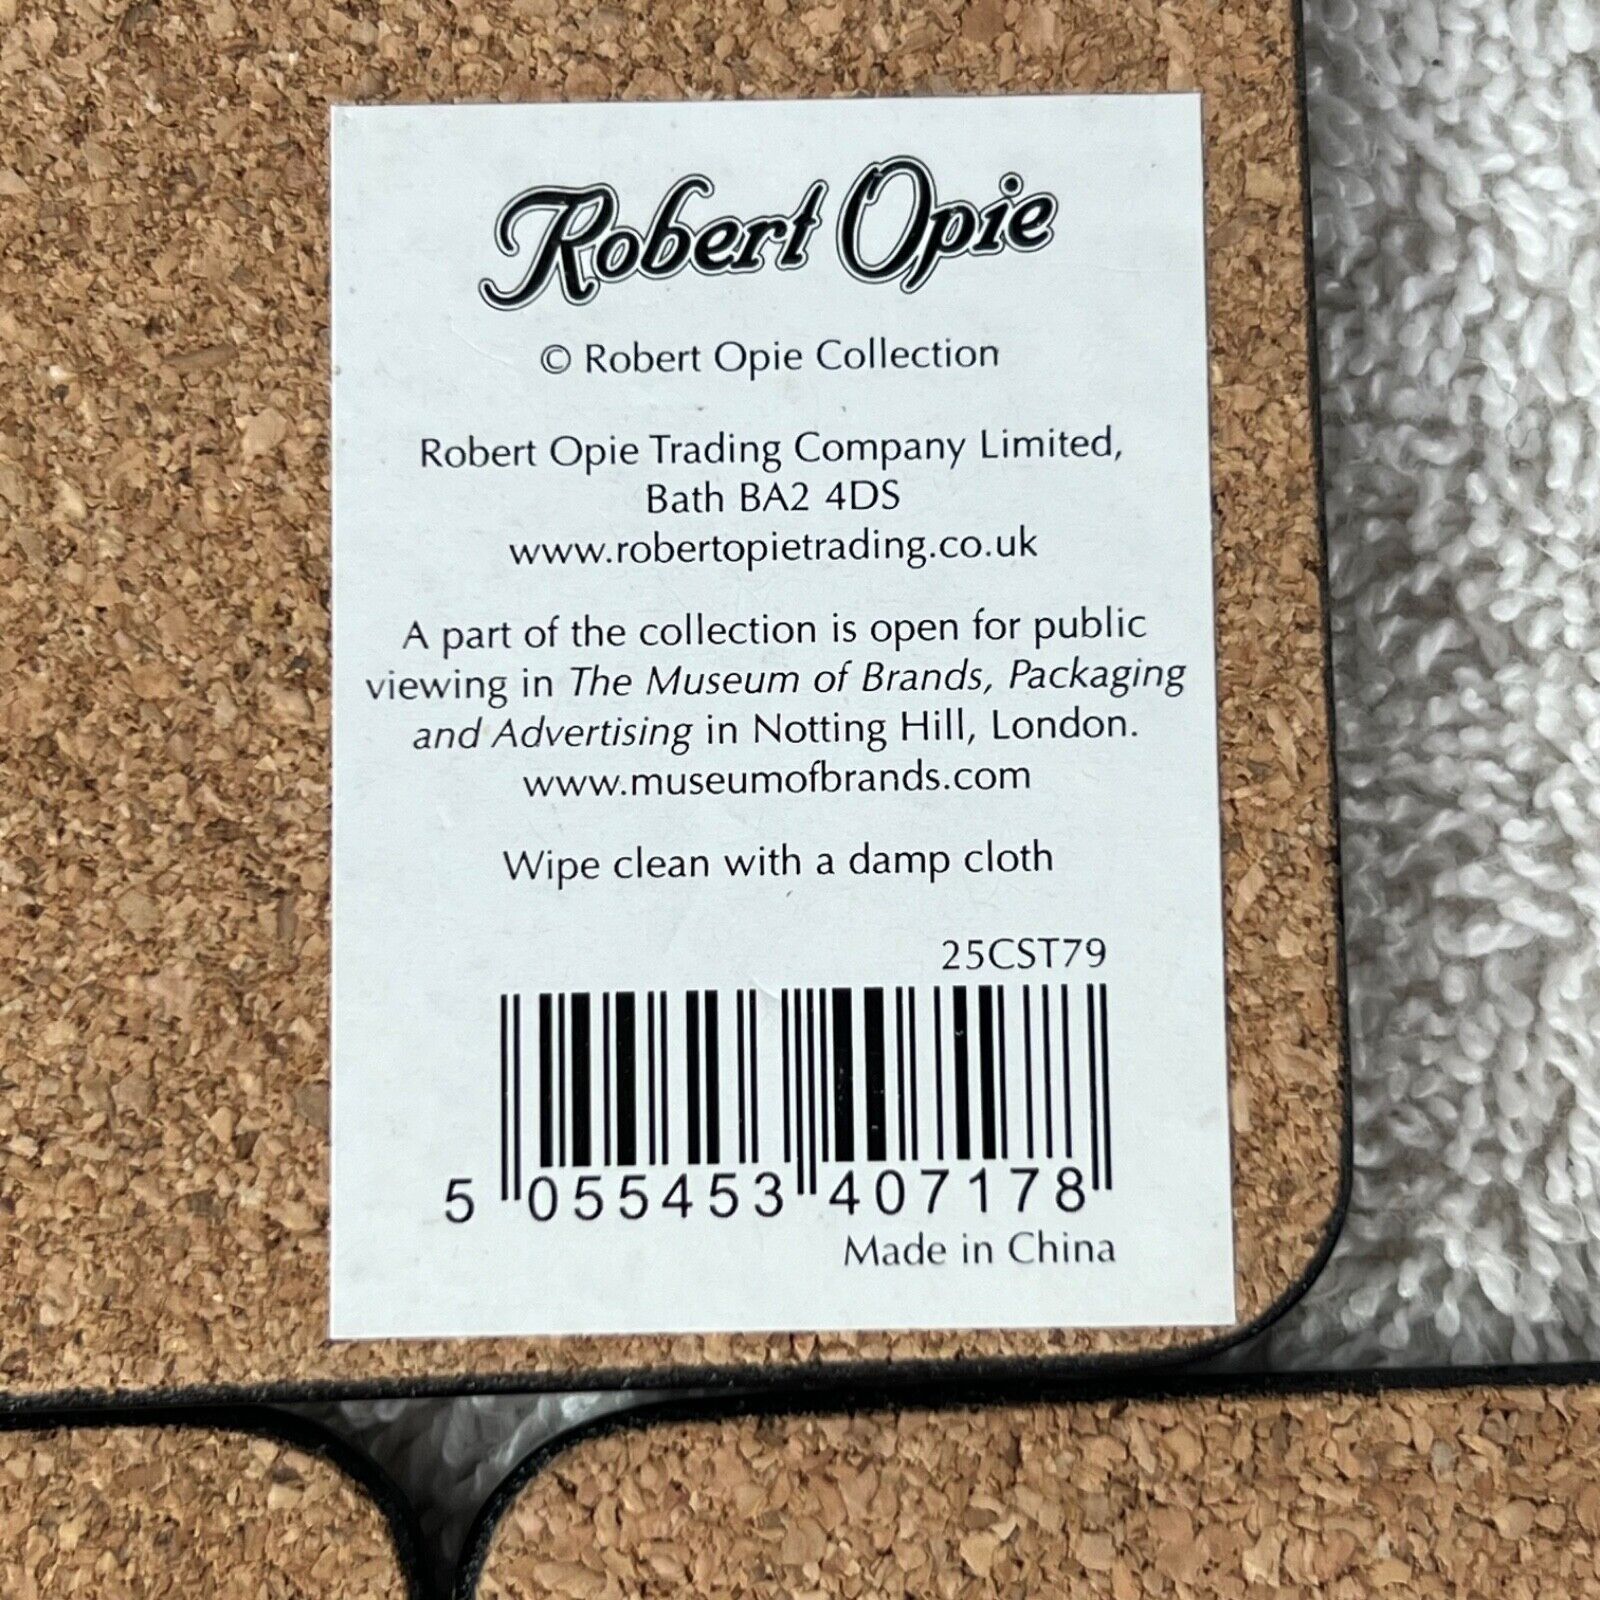 Robert Opie
© Robert Opie Collection
Robert Opie Trading Company Limited,
Bath BA2 4DS
www.robertopietrading.co.uk
A part of the collection is open for public
viewing in The Museum of Brands, Packaging
and Advertising in Notting Hill, London.
www.museumofbrands.com
Wipe clean with a damp cloth
25CST79
5 055453 407178
Made in China